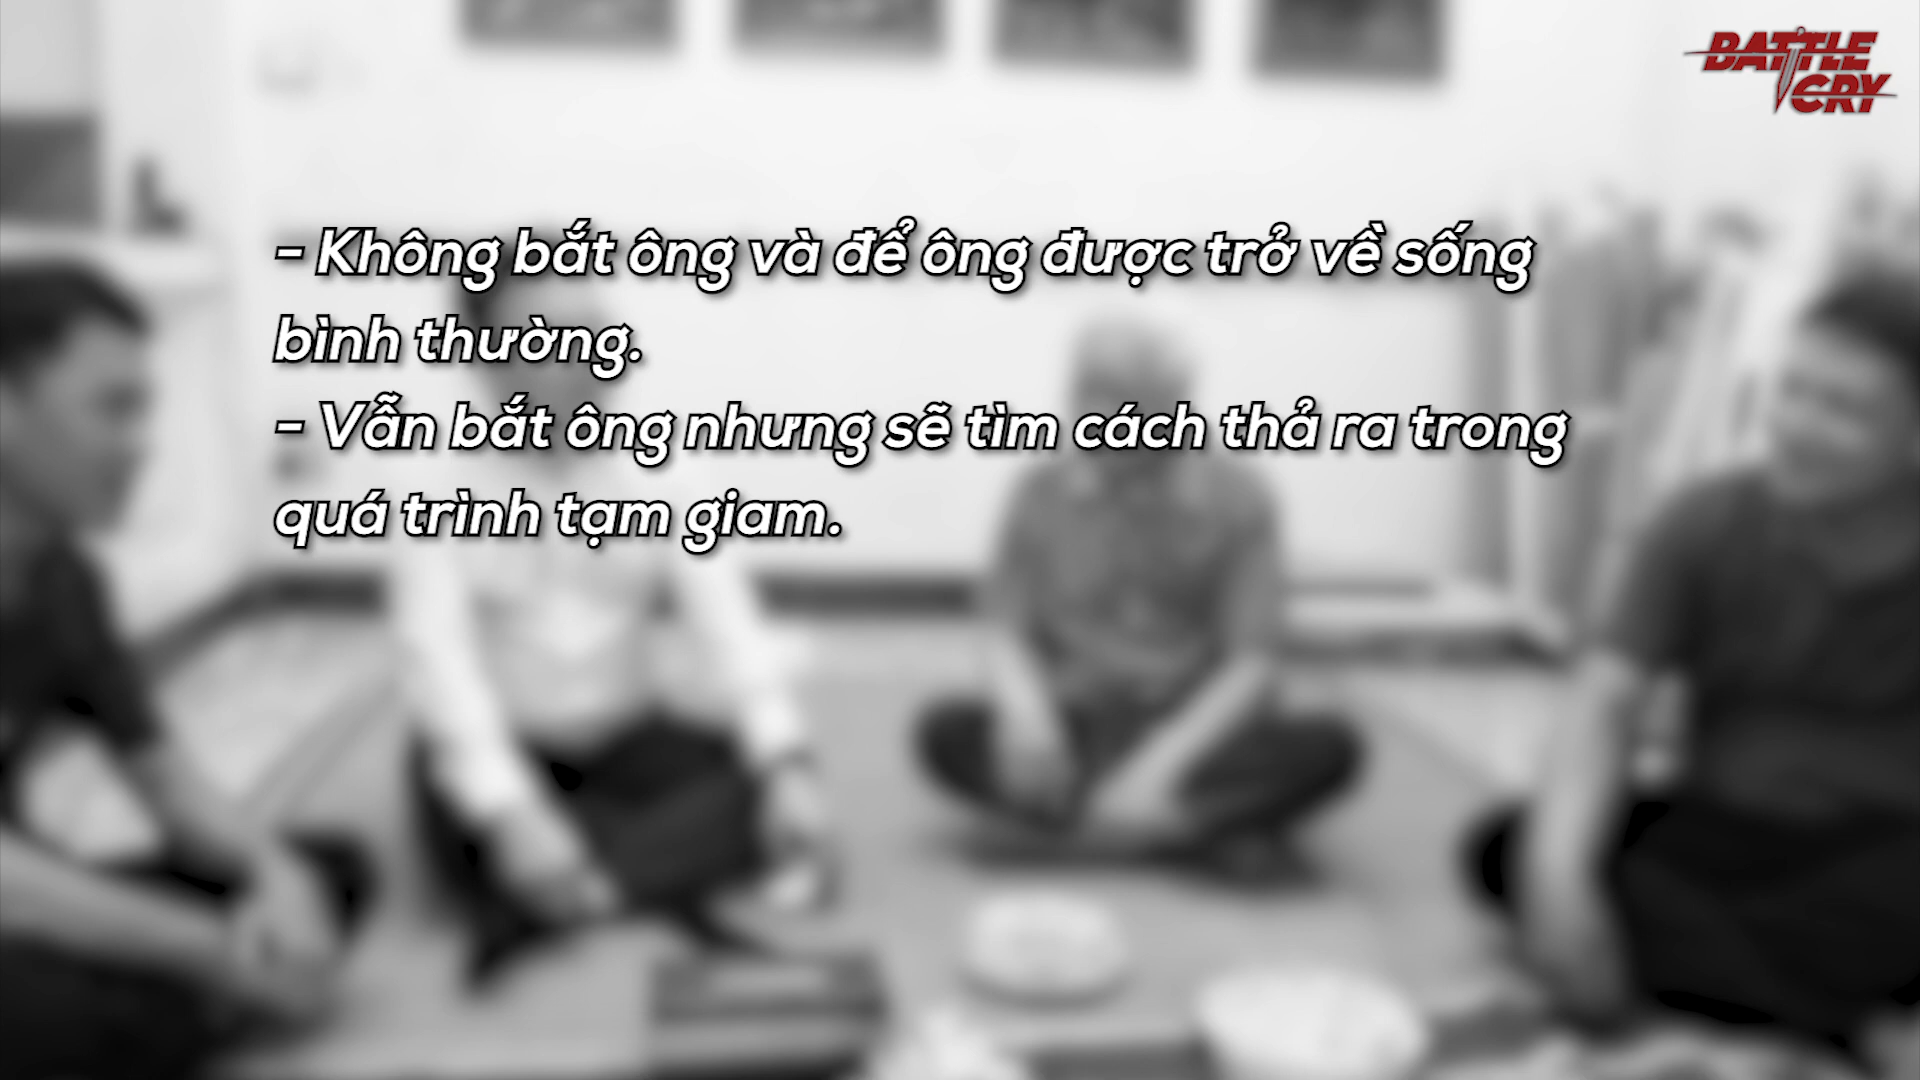 BATTLE
CRY
- Không bắt ông và để ông được trở về sống
bình thường.
- Vẫn bắt ông nhưng sẽ tìm cách thả ra trong
quá trình tạm giam.